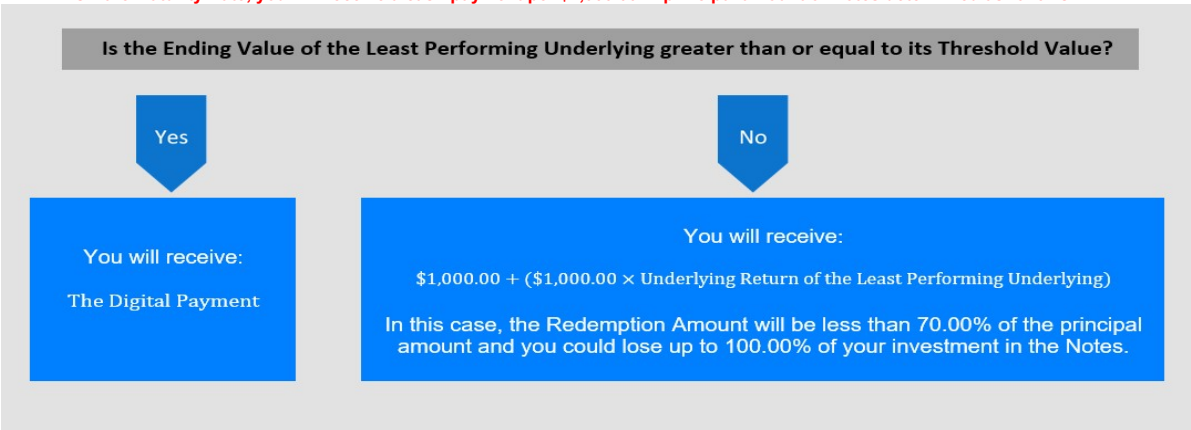 Is the Ending Value of the Least Performing Underlying greater than or equal to its Threshold Value?
Yes
No
You will receive:
The Digital Payment
You will receive:
$1,000.00 + ($1,000.00 × Underlying Return of the Least Performing Underlying)
In this case, the Redemption Amount will be less than 70.00% of the principal
amount and you could lose up to 100.00% of your investment in the Notes.